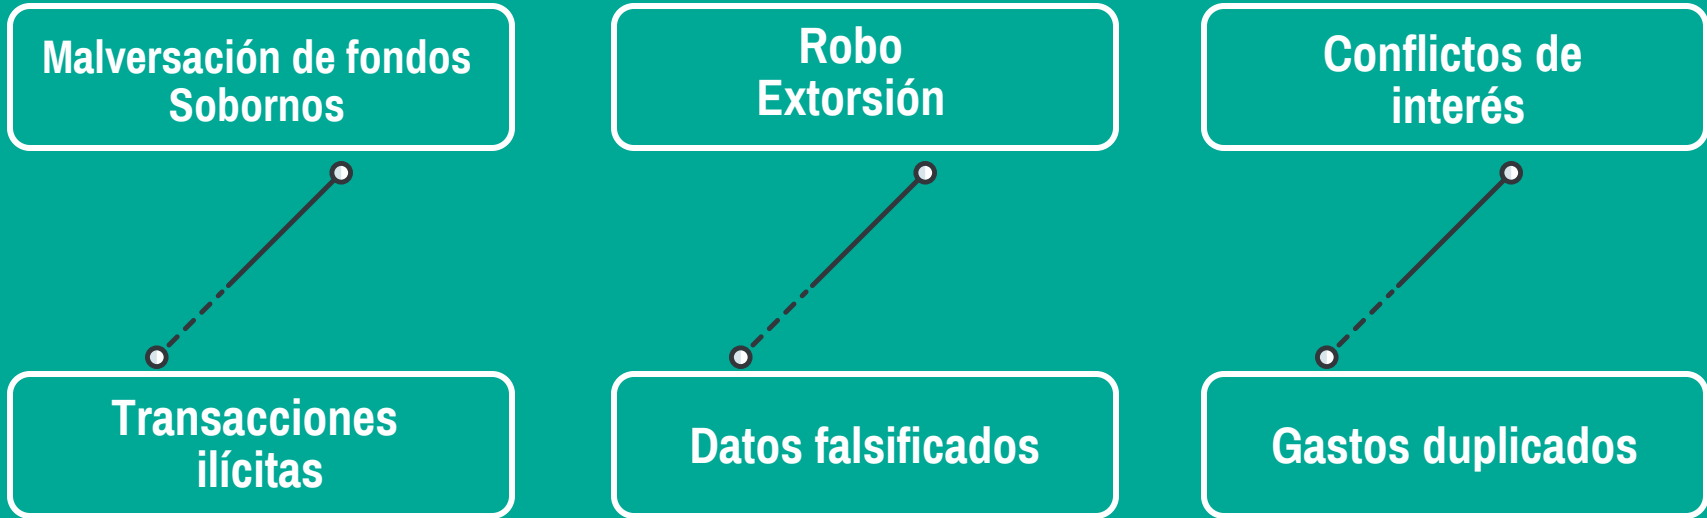 Malversación de fondos
Sobornos
Robo
Extorsión
Conflictos de
interés
Transacciones
ilícitas
Datos falsificados
Gastos duplicados